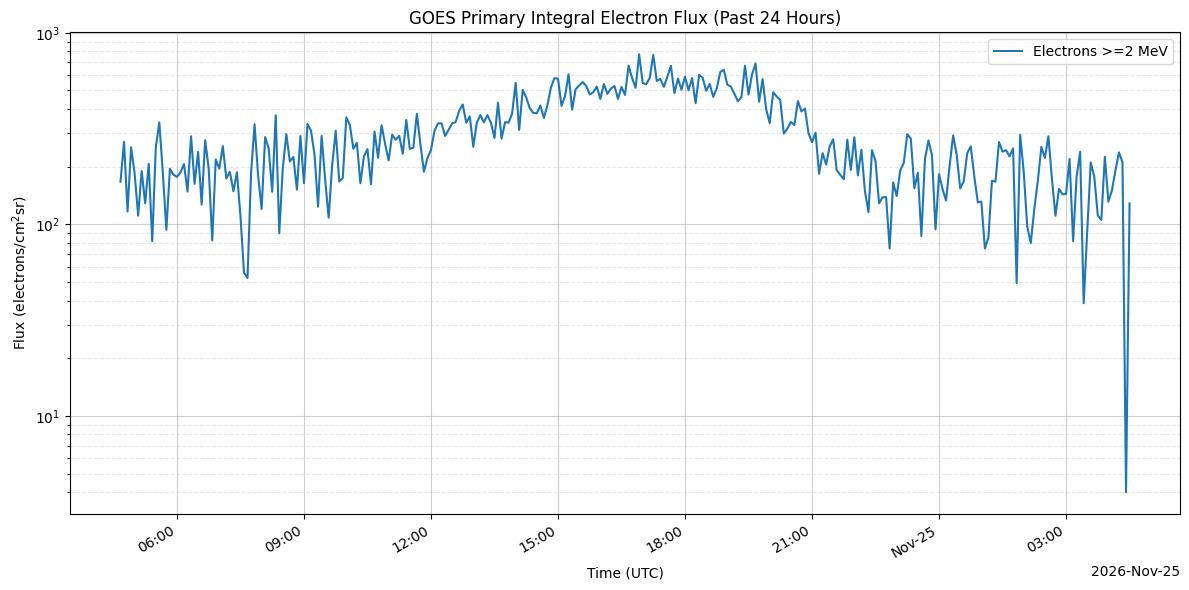 GOES Primary Integral Electron Flux (Past 24 Hours)
Electrons >=2 MeV
Flux (electrons/cm²sr)
10³
10²
10¹
06:00
09:00
12:00
15:00
18:00
21:00
Nov-25
03:00
Time (UTC)
2026-Nov-25